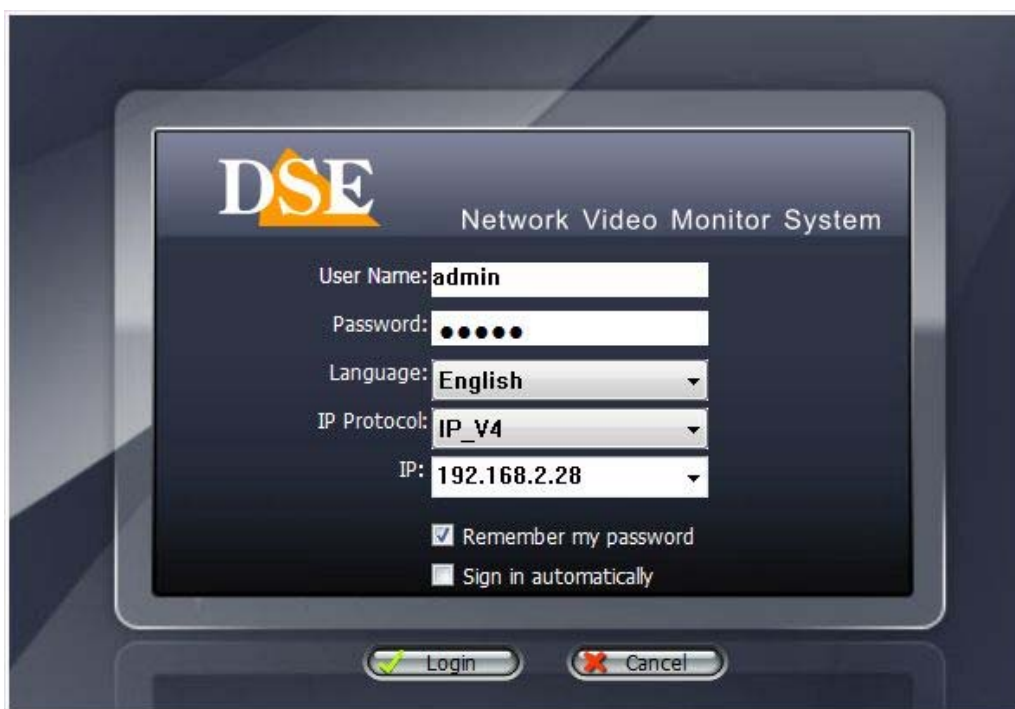 DSE
Network Video Monitor System
User Name: admin
Password: ●●●●●
Language: English
IP Protocol: IP_V4
IP: 192.168.2.28
Remember my password
Sign in automatically
Login Cancel